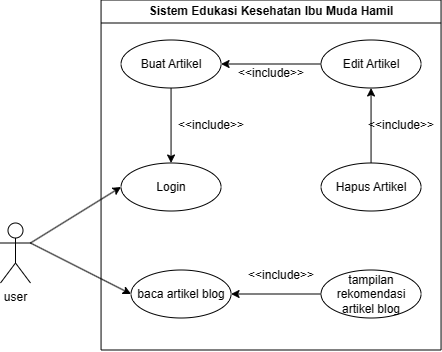 Sistem Edukasi Kesehatan Ibu Muda Hamil
Buat Artikel
<<include>>
Edit Artikel
<<include>>
<<include>>
Login
Hapus Artikel
user
baca artikel blog
<<include>>
tampilan
rekomendasi
artikel blog